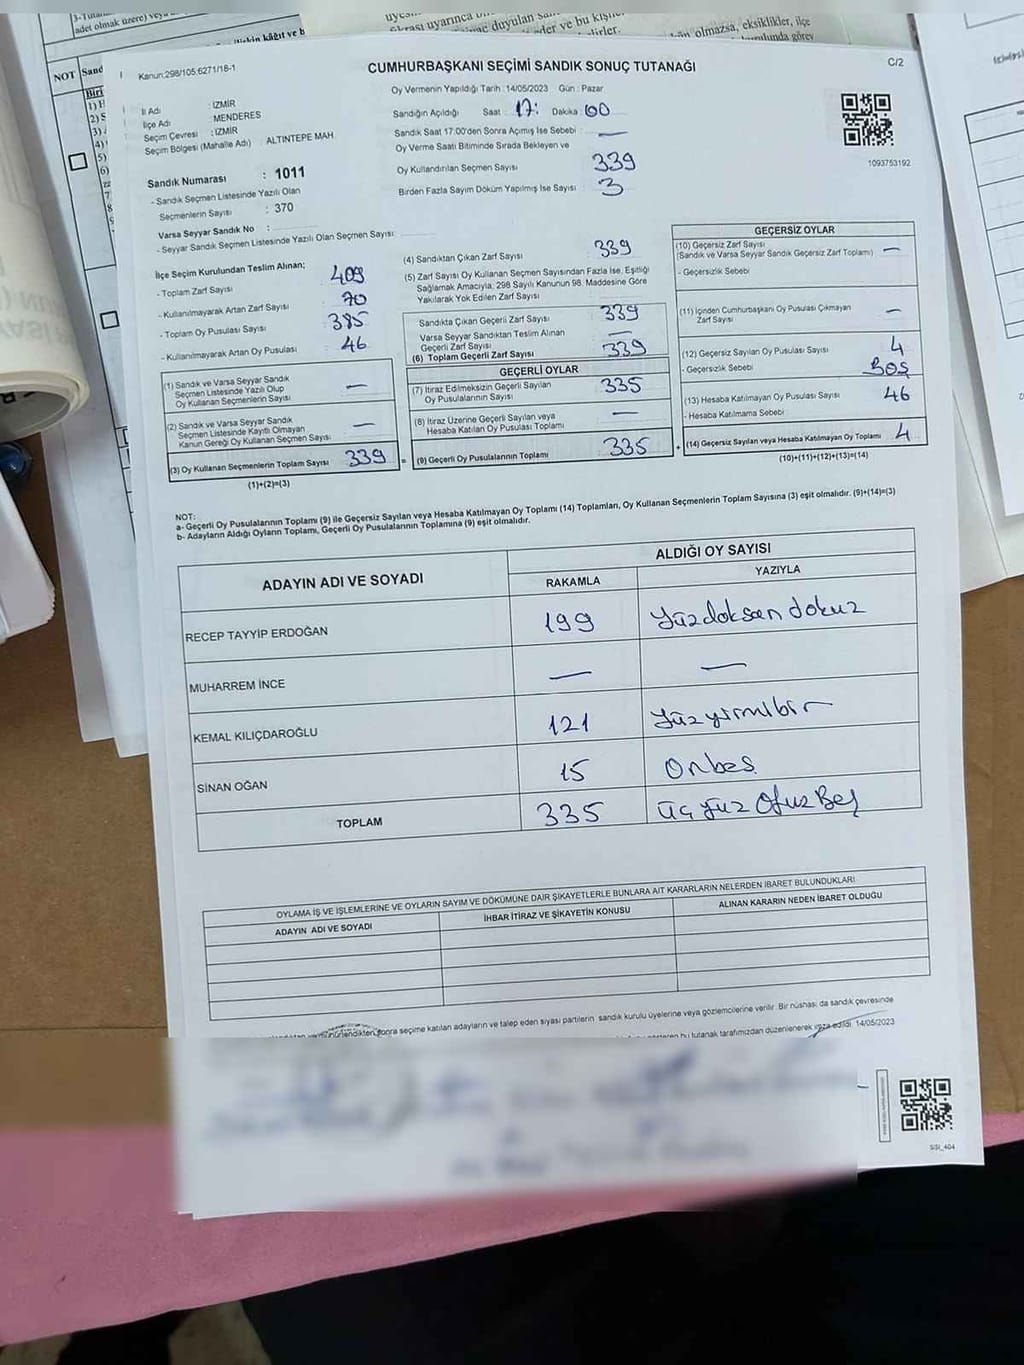 Kanun:298/105:6271/18-1
CUMHURBAŞKANI SEÇİMİ SANDIK SONUÇ TUTANAĞI
C/2
İl Adı : İZMİR
İlçe Adı : MENDERES
Seçim Çevresi : İZMİR
Seçim Bölgesi (Mahalle Adı) : ALTINTEPE MAH.
Sandık Numarası : 1011
- Sandık Seçmen Listesinde Yazılı Olan
Seçmenlerin Sayısı : 370
Varsa Seyyar Sandık No :
- Seyyar Sandık Seçmen Listesinde Yazılı Olan Seçmen Sayısı:
Oy Vermenin Yapıldığı Tarih :14/05/2023 Gün : Pazar
Sandığın Açıldığı Saat : 17: Dakika : 00
Sandık Saat 17.00'den Sonra Açımış İse Sebebi : —
Oy Verme Saati Bitiminde Sırada Bekleyen ve
Oy Kullandırılan Seçmen Sayısı 339
Birden Fazla Sayım Döküm Yapılmış İse Sayısı 3
1093753192
İlçe Seçim Kurulundan Teslim Alınan;
- Toplam Zarf Sayısı 409
- Kullanılmayarak Artan Zarf Sayısı 70
- Toplam Oy Pusulası Sayısı 385
- Kullanılmayarak Artan Oy Pusulası 46
(1) Sandık ve Varsa Seyyar Sandık
Seçmen Listesinde Yazılı Olup
Oy Kullanan Seçmenlerin Sayısı —
(2) Sandık ve Varsa Seyyar Sandık
Seçmen Listesinde Kayıtlı Olmayan
Kanun Gereği Oy Kullanan Seçmen Sayısı —
(3) Oy Kullanan Seçmenlerin Toplam Sayısı 339
(1)+(2)=(3)
(4) Sandıktan Çıkan Zarf Sayısı 339
(5) Zarf Sayısı Oy Kullanan Seçmen Sayısından Fazla İse, Eşitliği
Sağlamak Amacıyla, 298 Sayılı Kanunun 98. Maddesine Göre
Yakılarak Yok Edilen Zarf Sayısı
Sandıkta Çıkan Geçerli Zarf Sayısı 339
Varsa Seyyar Sandıktan Teslim Alınan
Geçerli Zarf Sayısı —
(6) Toplam Geçerli Zarf Sayısı 339
GEÇERLİ OYLAR
(7) İtiraz Edilmeksizin Geçerli Sayılan
Oy Pusulasının Sayısı 335
(8) İtiraz Üzerine Geçerli Sayılan veya
Hesaba Katılan Oy Pusulası Toplamı —
= (9) Geçerli Oy Pusulalarının Toplamı 335
GEÇERSİZ OYLAR
(10) Geçersiz Zarf Sayısı
(Sandık ve Varsa Seyyar Sandık Geçersiz Zarf Toplamı) —
- Geçersizlik Sebebi
(11) İçinden Cumhurbaşkanı Oy Pusulası Çıkmayan
Zarf Sayısı —
(12) Geçersiz Sayılan Oy Pusulası Sayısı 4
- Geçersizlik Sebebi BOŞ
(13) Hesaba Katılmayan Oy Pusulası Sayısı 46
- Hesaba Katılmama Sebebi
+ (14) Geçersiz Sayılan veya Hesaba Katılmayan Oy Toplamı 4
(10)+(11)+(12)+(13)=(14)
NOT:
a- Geçerli Oy Pusulalarının Toplamı (9) ile Geçersiz Sayılan veya Hesaba Katılmayan Oy Toplamı (14) Toplamları, Oy Kullanan Seçmenlerin Toplam Sayısına (3) eşit olmalıdır. (9)+(14)=(3)
b- Adayların Aldığı Oyların Toplamı, Geçerli Oy Pusulalarının Toplamına (9) eşit olmalıdır.
ADAYIN ADI VE SOYADI
ALDIĞI OY SAYISI
RAKAMLA YAZIYLA
RECEP TAYYİP ERDOĞAN 199 Yüzdoksan dokuz
MUHARREM İNCE — —
KEMAL KILIÇDAROĞLU 121 Yüzyirmibir
SİNAN OĞAN 15 Onbeş
TOPLAM 335 Üçyüz Otuz Beş
OYLAMA İŞ VE İŞLEMLERİNE VE OYLARIN SAYIM VE DÖKÜMÜNE DAİR ŞİKAYETLERLE BUNLARA AİT KARARLARIN NELERDEN İBARET BULUNDUKLARI
ADAYIN ADI VE SOYADI İHBAR İTİRAZ VE ŞİKAYETİN KONUSU ALINAN KARARIN NEDEN İBARET OLDUĞU
sonra seçime katılan adayların ve talep eden siyasi partilerin sandık kurulu üyelerine veya gözlemcilerine verilir. Bir nüshası da sandık çevresinde
bu tutanak tarafımızdan düzenlenerek imza edildi. 14/05/2023
SISI_404